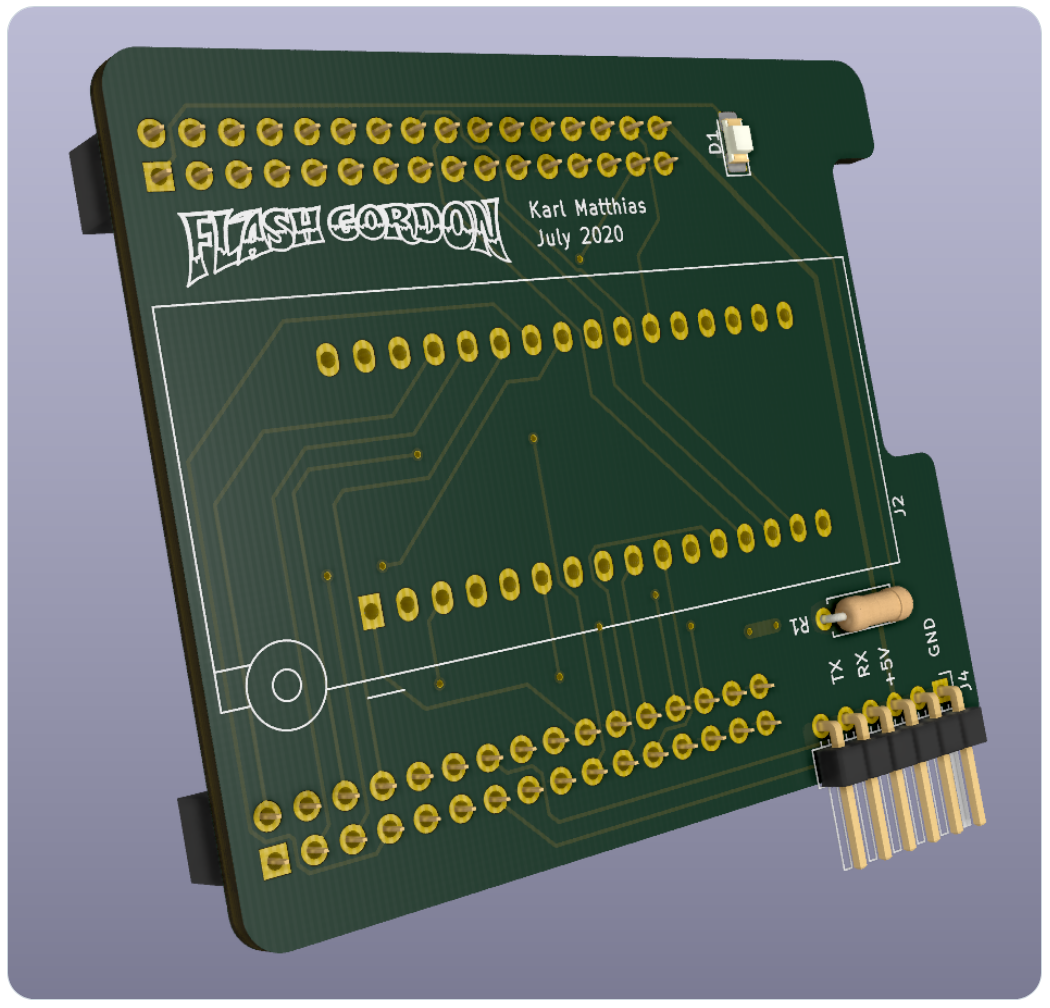 D1
FLASH GORDON
Karl Matthias
July 2020
J2
R1
TX
RX
+5V
GND
J4